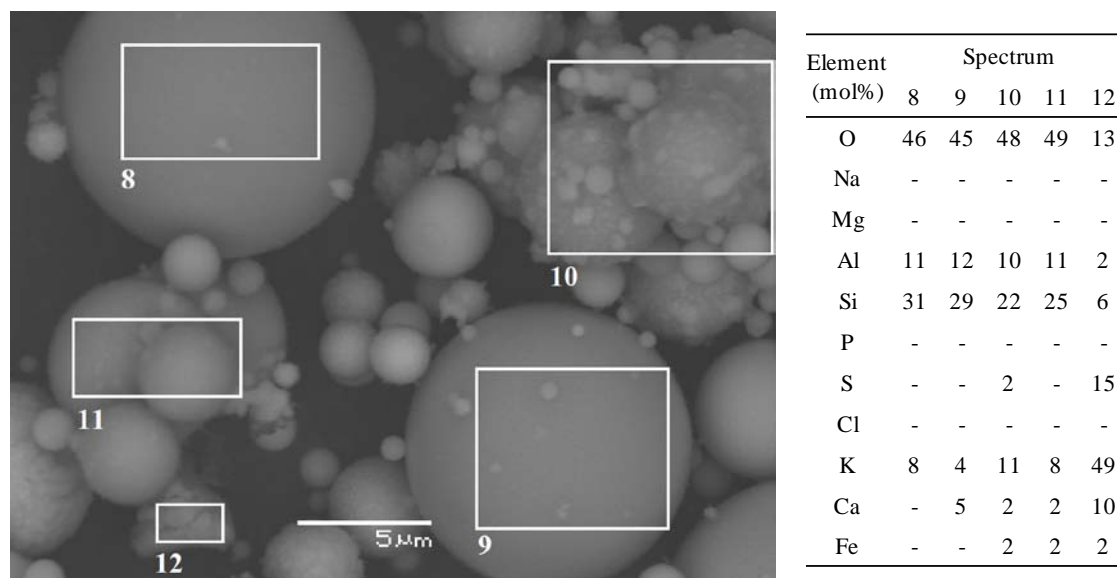 8
10
11
12
5μm
9
Element
(mol%)
Spectrum
8 9 10 11 12
O 46 45 48 49 13
Na - - - - -
Mg - - - - -
Al 11 12 10 11 2
Si 31 29 22 25 6
P - - - - -
S - - 2 - 15
Cl - - - - -
K 8 4 11 8 49
Ca - 5 2 2 10
Fe - - 2 2 2